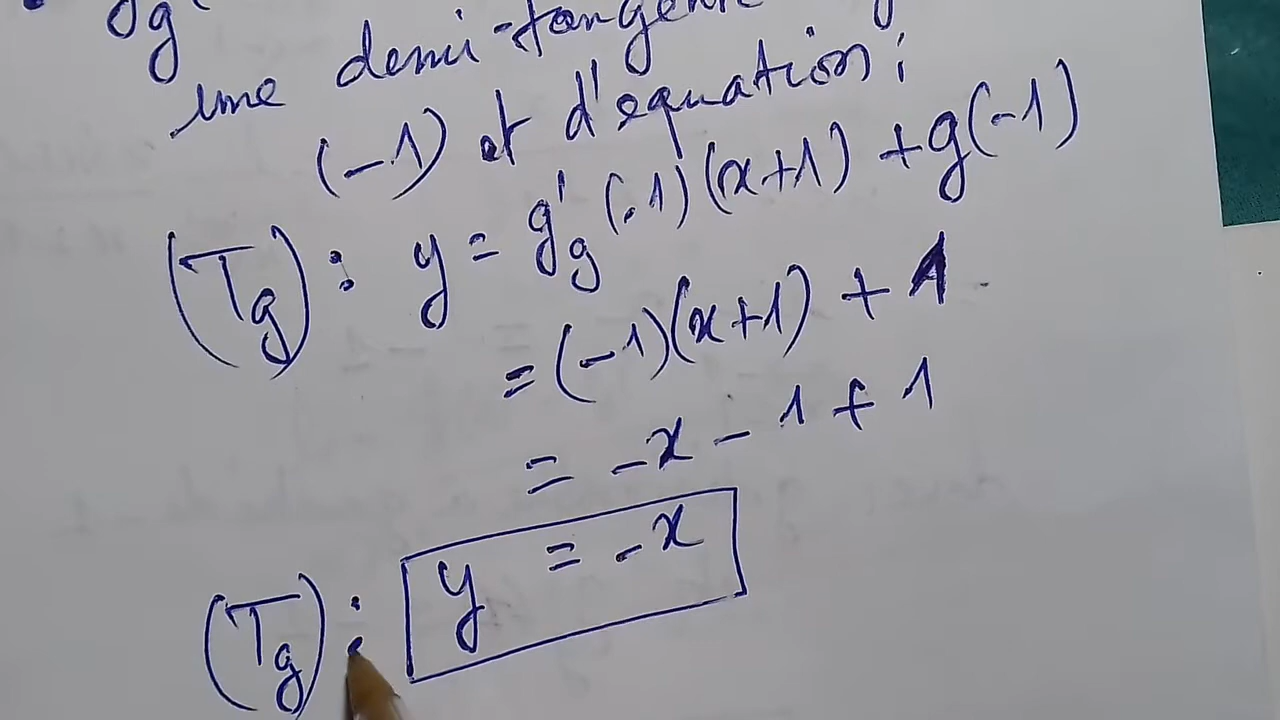 une demi-tangente
(-1) et d'équation :
(Tg) : y = g'g(-1)(x+1) + g(-1)
= (-1)(x+1) + 1
= -x - 1 + 1
(Tg) : y = -x